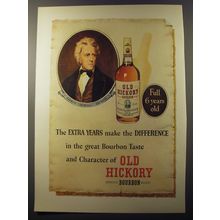 OLD
HICKORY
BOURBON
Full
6 years
old
The EXTRA YEARS make the DIFFERENCE
in the great Bourbon Taste
and Character of OLD
HICKORY
BOURBON